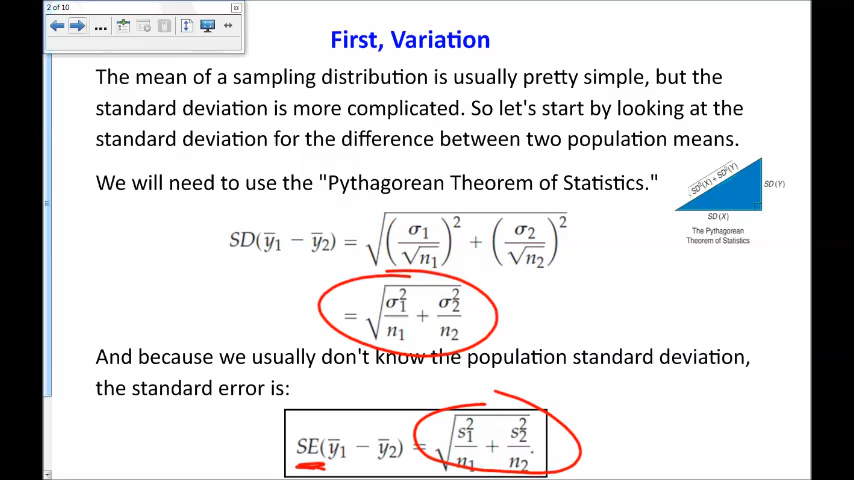 2 of 10
First, Variation
The mean of a sampling distribution is usually pretty simple, but the
standard deviation is more complicated. So let's start by looking at the
standard deviation for the difference between two population means.
We will need to use the "Pythagorean Theorem of Statistics."
√SD²(X) + SD²(Y)
SD(Y)
SD(X)
The Pythagorean
Theorem of Statistics
SD(ȳ₁ − ȳ₂) = √((σ₁/√n₁)² + (σ₂/√n₂)²)
= √(σ₁²/n₁ + σ₂²/n₂)
And because we usually don't know the population standard deviation,
the standard error is:
SE(ȳ₁ − ȳ₂) = √(s₁²/n₁ + s₂²/n₂).